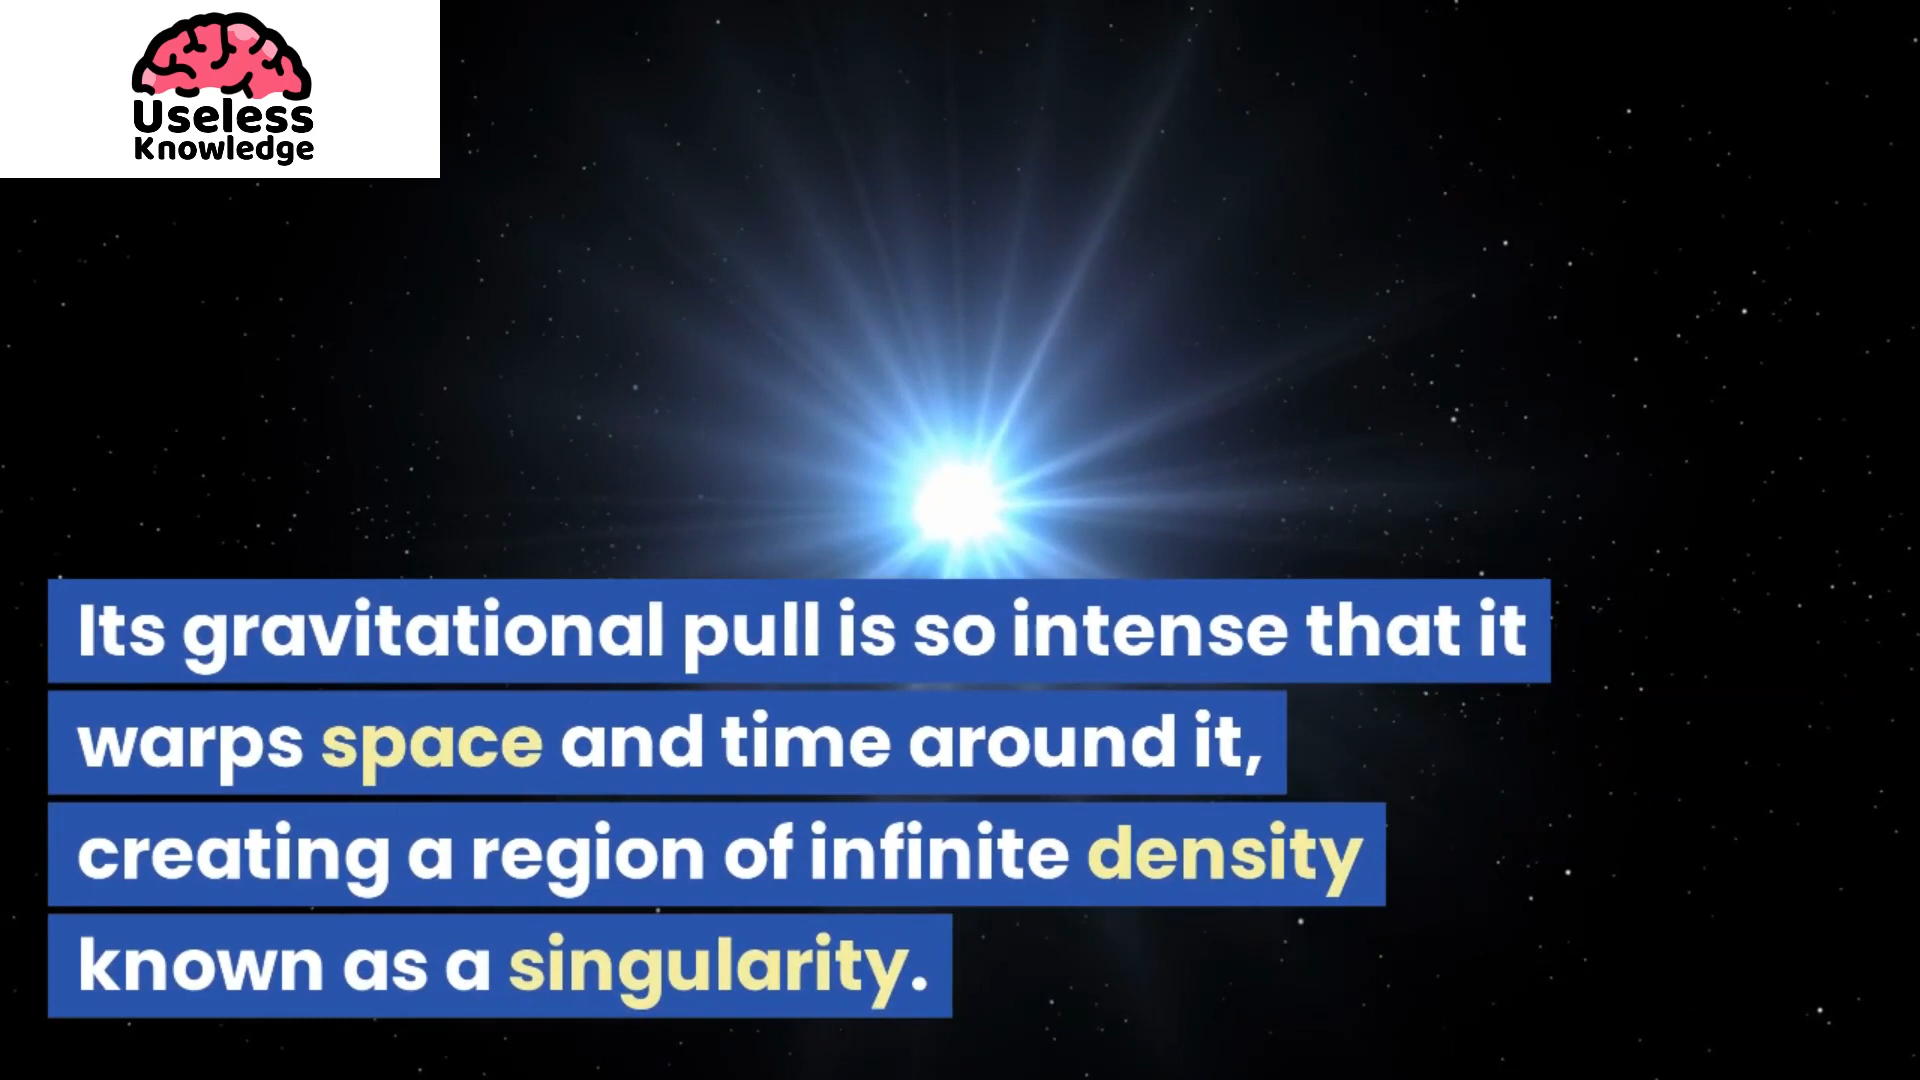 Useless
Knowledge
Its gravitational pull is so intense that it
warps space and time around it,
creating a region of infinite density
known as a singularity.